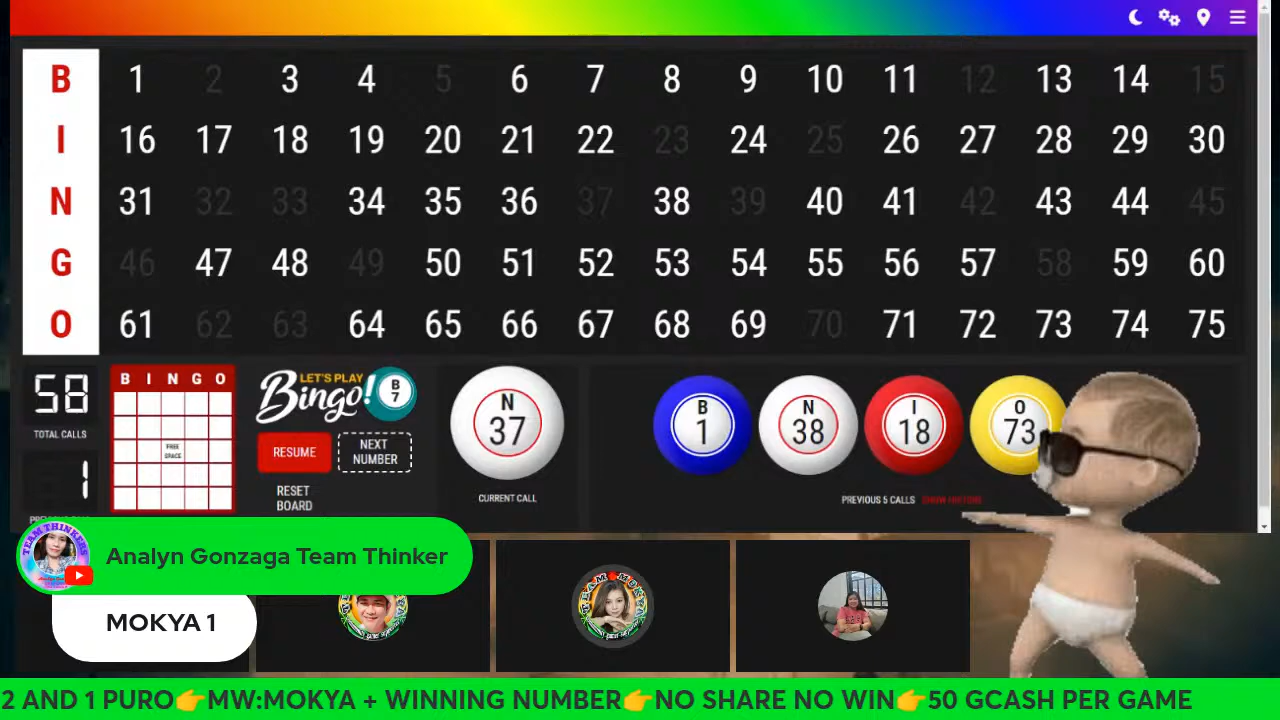 B 1 2 3 4 5 6 7 8 9 10 11 12 13 14 15
I 16 17 18 19 20 21 22 23 24 25 26 27 28 29 30
N 31 32 33 34 35 36 37 38 39 40 41 42 43 44 45
G 46 47 48 49 50 51 52 53 54 55 56 57 58 59 60
O 61 62 63 64 65 66 67 68 69 70 71 72 73 74 75
58
TOTAL CALLS
1
B I N G O
FREE
SPACE
LET'S PLAY
Bingo!
B
7
RESUME
NEXT
NUMBER
RESET
BOARD
N
37
CURRENT CALL
B
1
N
38
I
18
O
73
PREVIOUS 5 CALLS SHOW HISTORY
TEAM THINKERS
Analyn Gonzaga Team Thinker
MOKYA 1
TEAM MOKYA
2 AND 1 PURO👉MW:MOKYA + WINNING NUMBER👉NO SHARE NO WIN👉50 GCASH PER GAME